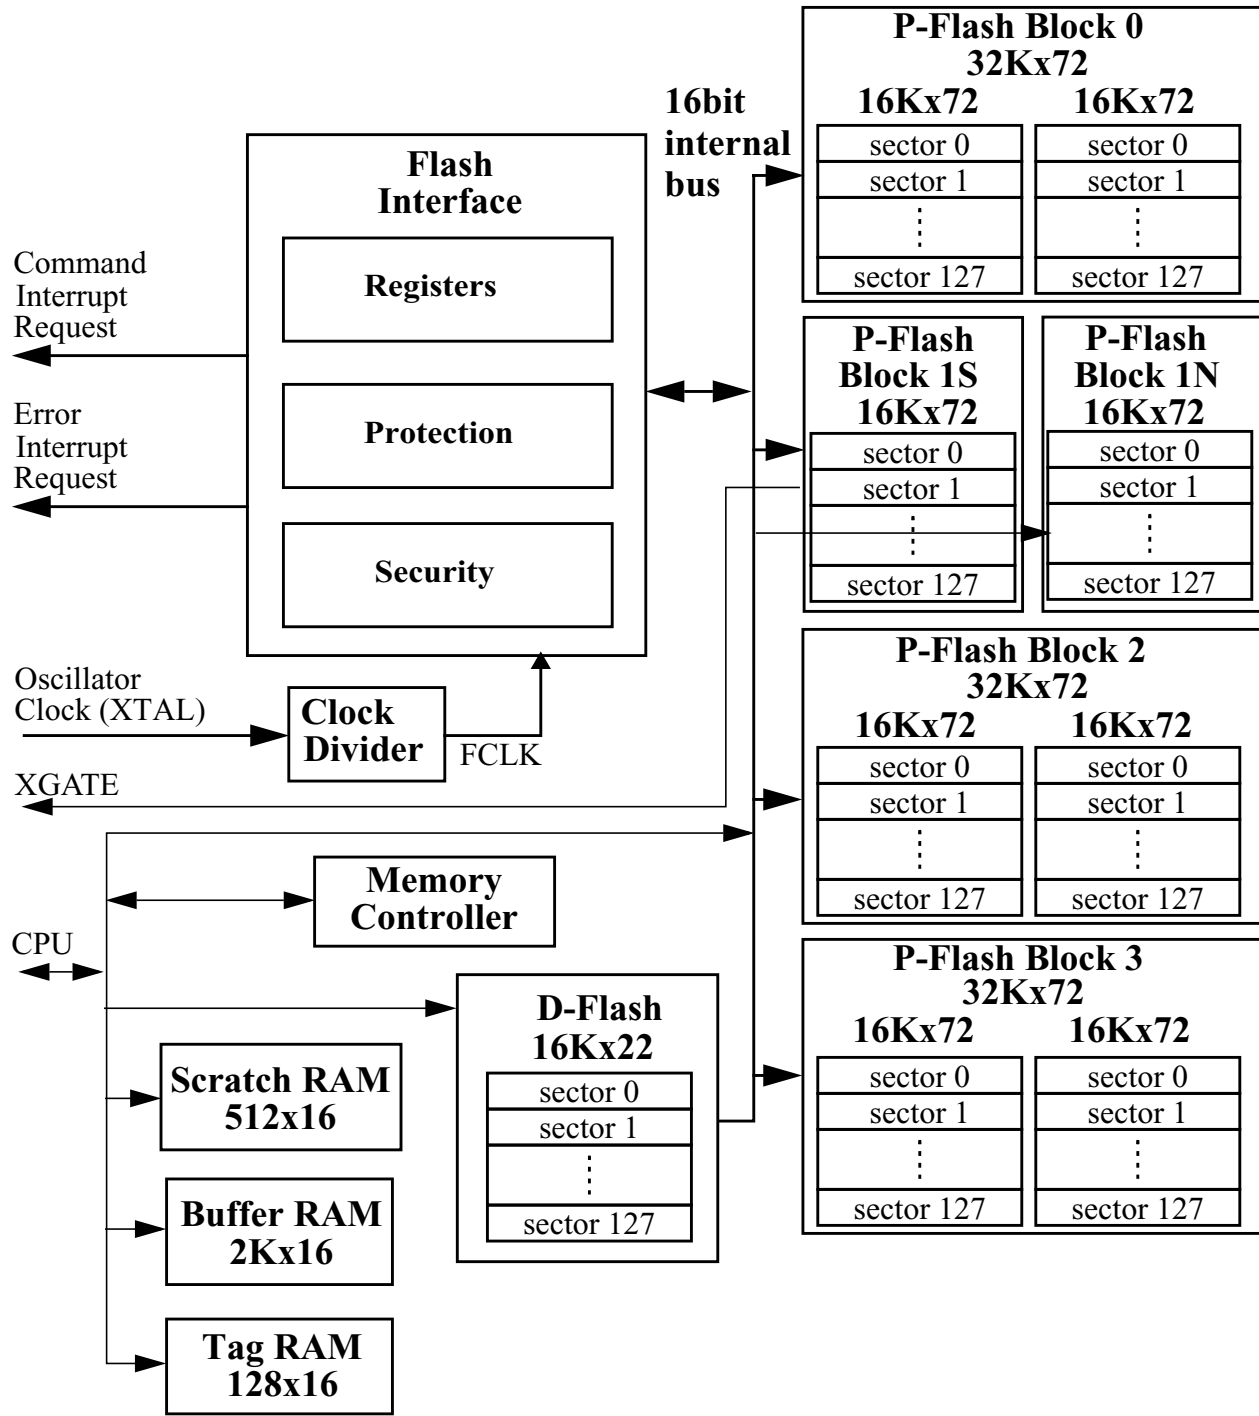 P-Flash Block 0
32Kx72
16Kx72 16Kx72
sector 0 sector 0
sector 1 sector 1
sector 127 sector 127
16bit
internal
bus
Flash
Interface
Registers
Protection
Security
Command
Interrupt
Request
Error
Interrupt
Request
P-Flash
Block 1S
16Kx72
sector 0
sector 1
sector 127
P-Flash
Block 1N
16Kx72
sector 0
sector 1
sector 127
Oscillator
Clock (XTAL)
Clock
Divider
FCLK
XGATE
P-Flash Block 2
32Kx72
16Kx72 16Kx72
sector 0 sector 0
sector 1 sector 1
sector 127 sector 127
Memory
Controller
CPU
D-Flash
16Kx22
sector 0
sector 1
sector 127
P-Flash Block 3
32Kx72
16Kx72 16Kx72
sector 0 sector 0
sector 1 sector 1
sector 127 sector 127
Scratch RAM
512x16
Buffer RAM
2Kx16
Tag RAM
128x16